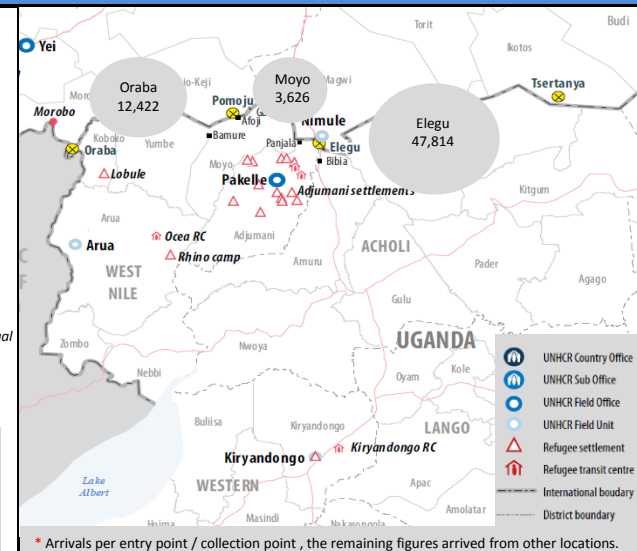 Torit
Budi
Yei
Ikotos
Oraba
12,422
Moyo
3,626
Magwi
Tsertanya
Morobo
Pomoju
Afoji
Nimule
Elegu
47,814
Koboko
Yumbe
Bamure
Panjala
Elegu
Oraba
Bibia
Moyo
Lobule
Pakelle
Adjumani settlements
Kitgum
Arua
Ocea RC
Adjumani
ACHOLI
Arua
Rhino camp
Amuru
Pader
WEST
NILE
Agago
Gulu
UGANDA
Zombo
Nwoya
Kole
Nebbi
Oyam
Buliisa
Kiryandongo
LANGO
Kiryandongo RC
Kiryandongo
Lake
Albert
WESTERN
Apac
Amolatar
Hoima
Masindi
Nakasongola
UNHCR Country Office
UNHCR Sub Office
UNHCR Field Office
UNHCR Field Unit
Refugee settlement
Refugee transit centre
International boudary
District boundary
* Arrivals per entry point / collection point , the remaining figures arrived from other locations.